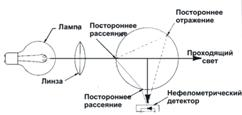 Лампа
Линза
Постороннее
рассеяние
Постороннее
отражение
Проходящий
свет
Постороннее
рассеяние
Нефелометрический
детектор